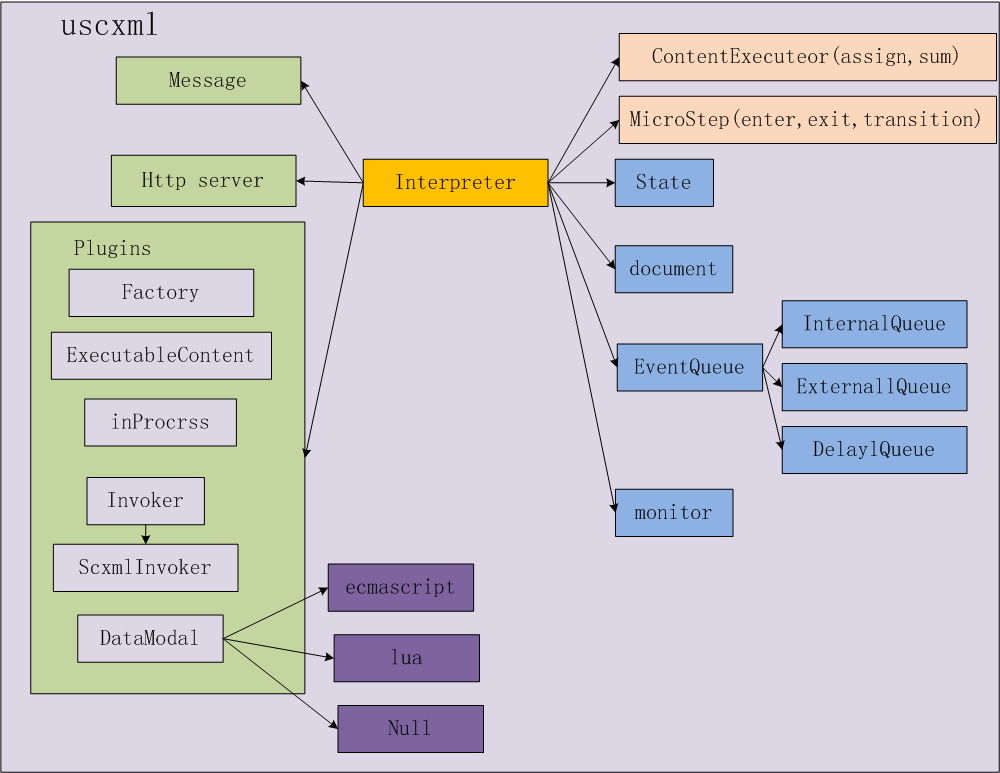 uscxml
Message
Http server
Plugins
Factory
ExecutableContent
inProcrss
Invoker
ScxmlInvoker
DataModal
ecmascript
lua
Null
Interpreter
ContentExecuteor(assign,sum)
MicroStep(enter,exit,transition)
State
document
EventQueue
InternalQueue
ExternallQueue
DelaylQueue
monitor